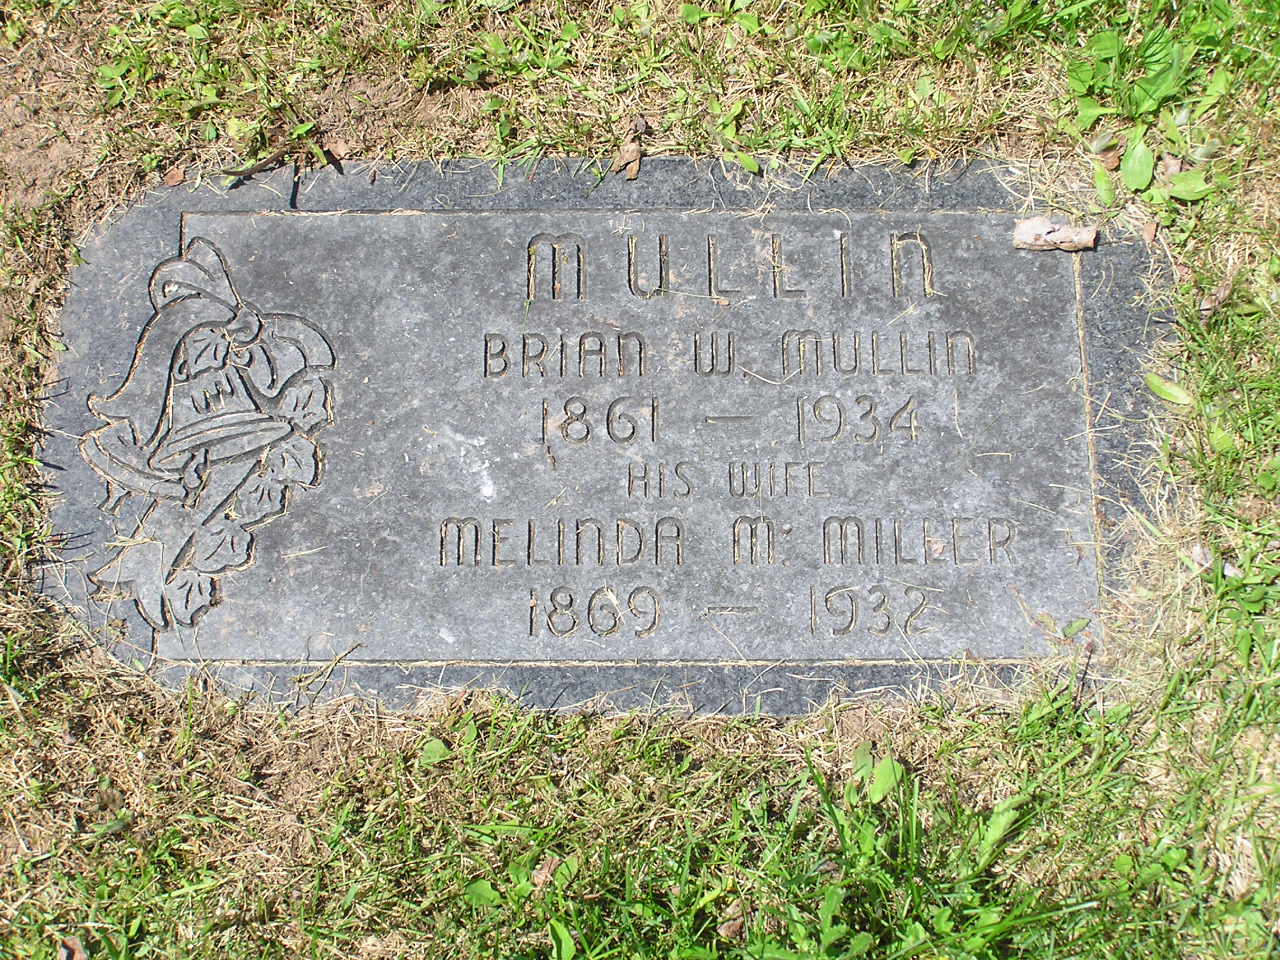 MULLIN
BRIAN W. MULLIN
1861 — 1934
HIS WIFE
MELINDA M. MILLER
1869 — 1932